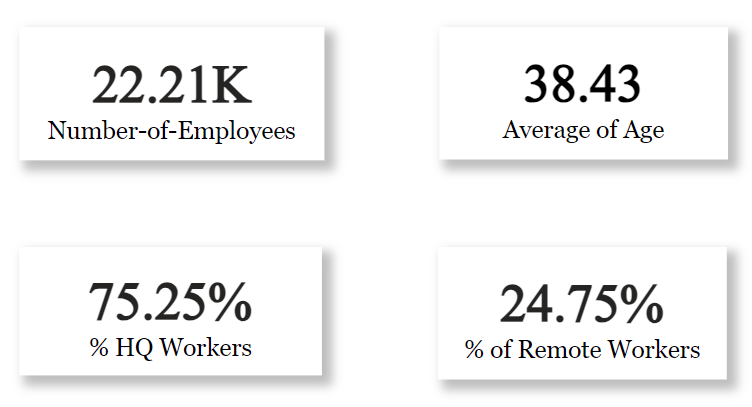 22.21K
Number-of-Employees
38.43
Average of Age
75.25%
% HQ Workers
24.75%
% of Remote Workers